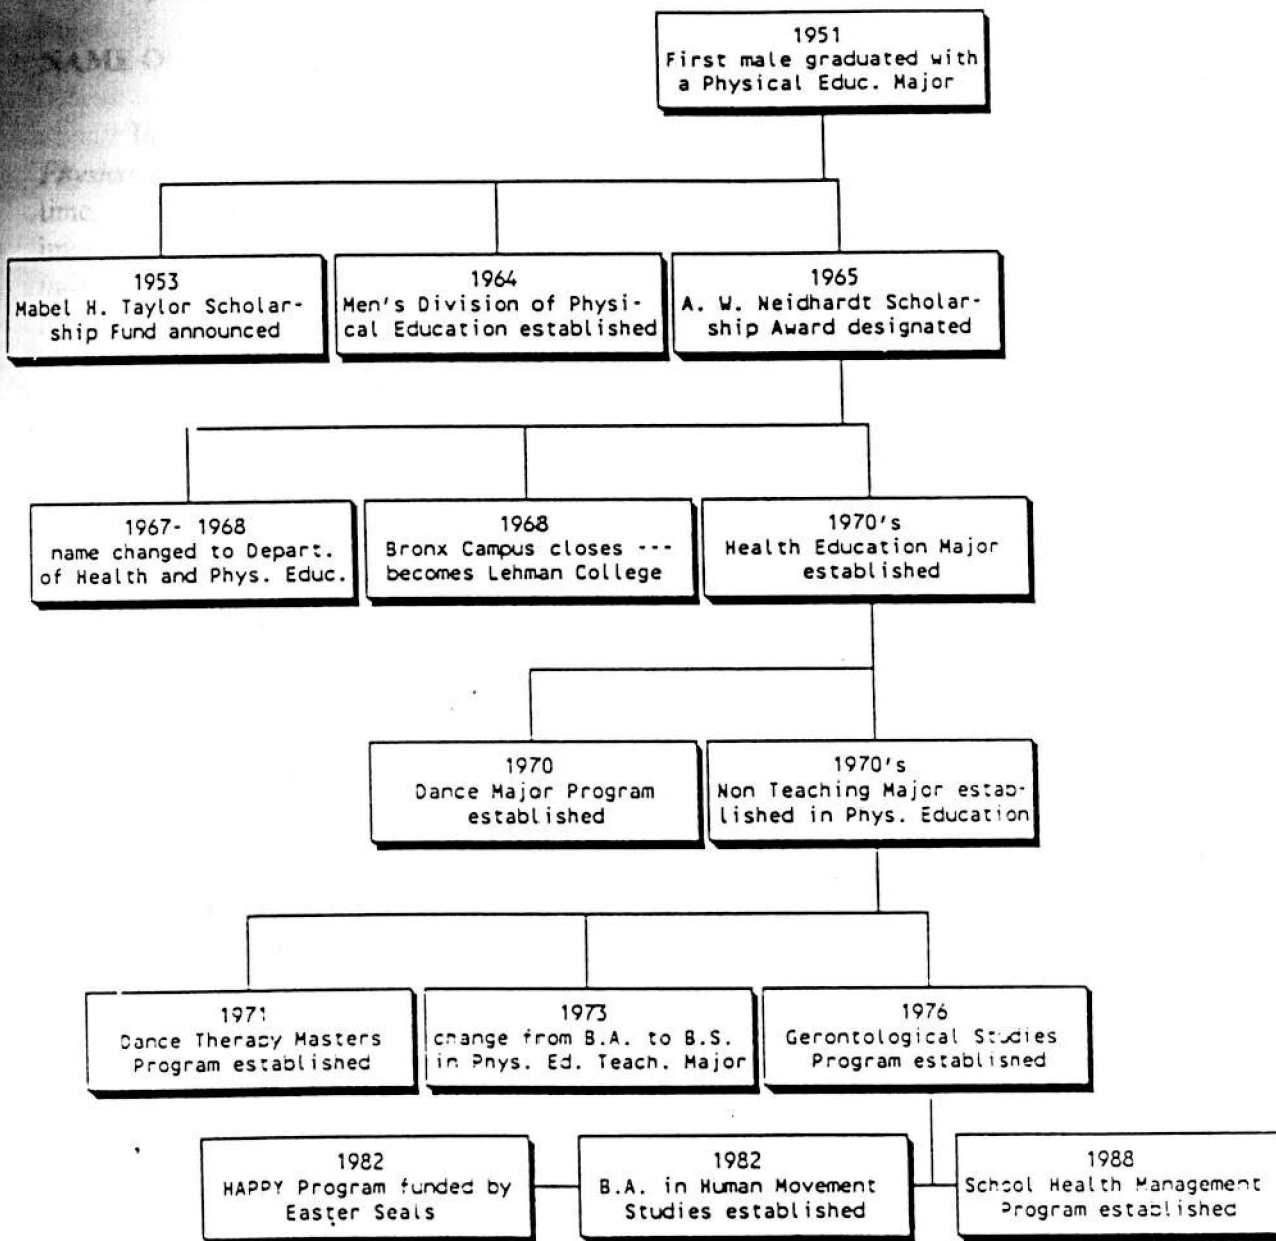 NAME O
1951
First male graduated with
a Physical Educ. Major
time
1953
Mabel H. Taylor Scholar-
ship Fund announced
1964
Men's Division of Physi-
cal Education established
1965
A. W. Neidhardt Scholar-
ship Award designated
1967- 1968
name changed to Depart.
of Health and Phys. Educ.
1968
Bronx Campus closes ---
becomes Lehman College
1970's
Health Education Major
established
1970
Dance Major Program
established
1970's
Non Teaching Major estab-
lished in Phys. Education
1971
Dance Therapy Masters
Program established
1973
change from B.A. to B.S.
in Phys. Ed. Teach. Major
1976
Gerontological Studies
Program established
1982
HAPPY Program funded by
Easter Seals
1982
B.A. in Human Movement
Studies established
1988
School Health Management
Program established